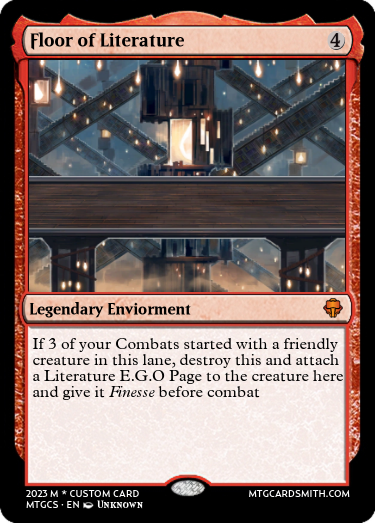 Floor of Literature 4
Legendary Enviorment
If 3 of your Combats started with a friendly
creature in this lane, destroy this and attach
a Literature E.G.O Page to the creature here
and give it Finesse before combat
2023 M * CUSTOM CARD
MTGCS • EN Unknown
MTGCARDSMITH.COM